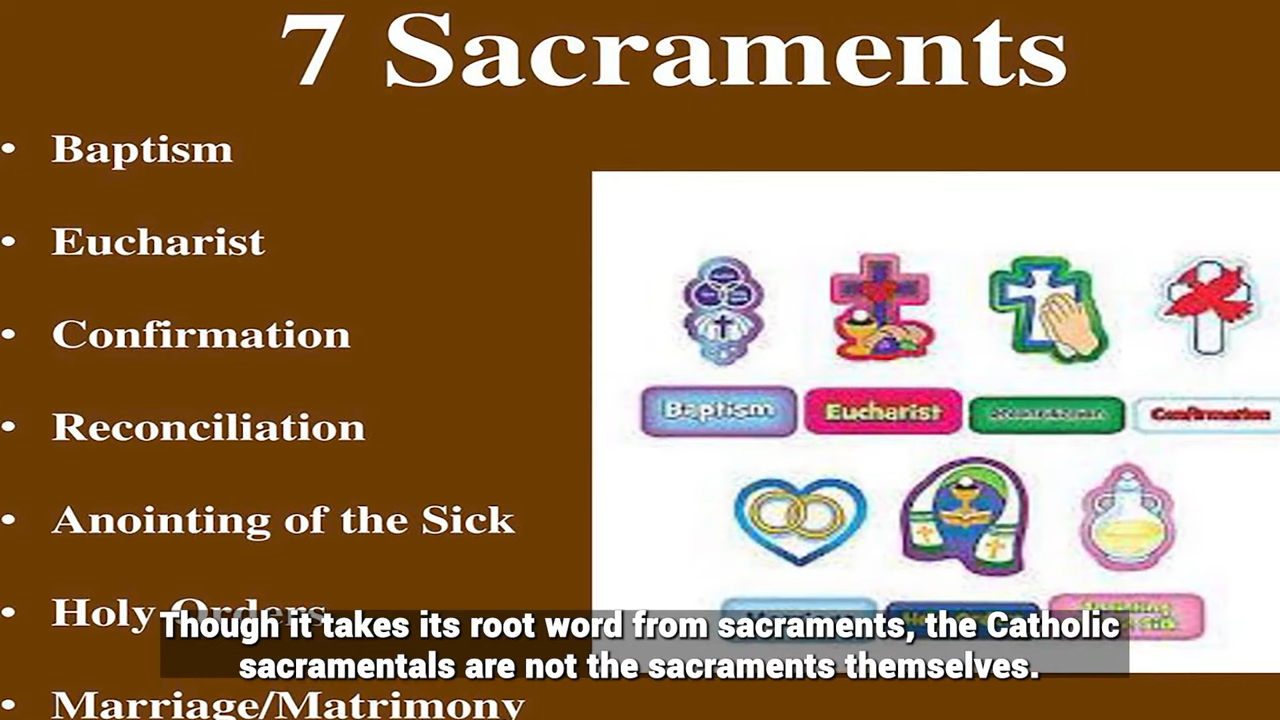 7 Sacraments
• Baptism
• Eucharist
• Confirmation
• Reconciliation
• Anointing of the Sick
• Holy Orders
• Marriage/Matrimony
Baptism
Eucharist
Confirmation
Though it takes its root word from sacraments, the Catholic
sacramentals are not the sacraments themselves.